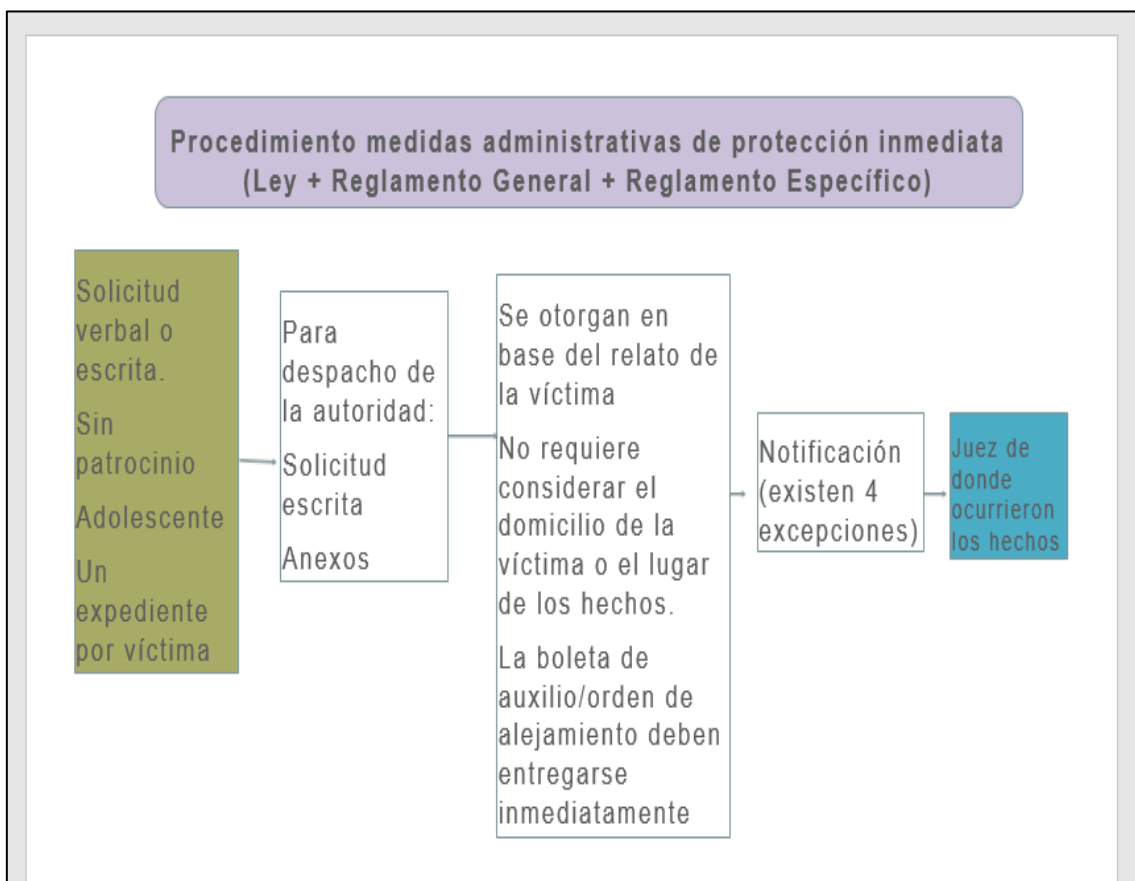 Procedimiento medidas administrativas de protección inmediata
(Ley + Reglamento General + Reglamento Específico)
Solicitud
verbal o
escrita.
Sin
patrocinio
Adolescente
Un
expediente
por víctima
Para
despacho de
la autoridad:
Solicitud
escrita
Anexos
Se otorgan en
base del relato de
la víctima
No requiere
considerar el
domicilio de la
víctima o el lugar
de los hechos.
La boleta de
auxilio/orden de
alejamiento deben
entregarse
inmediatamente
Notificación
(existen 4
excepciones)
Juez de
donde
ocurrieron
los hechos